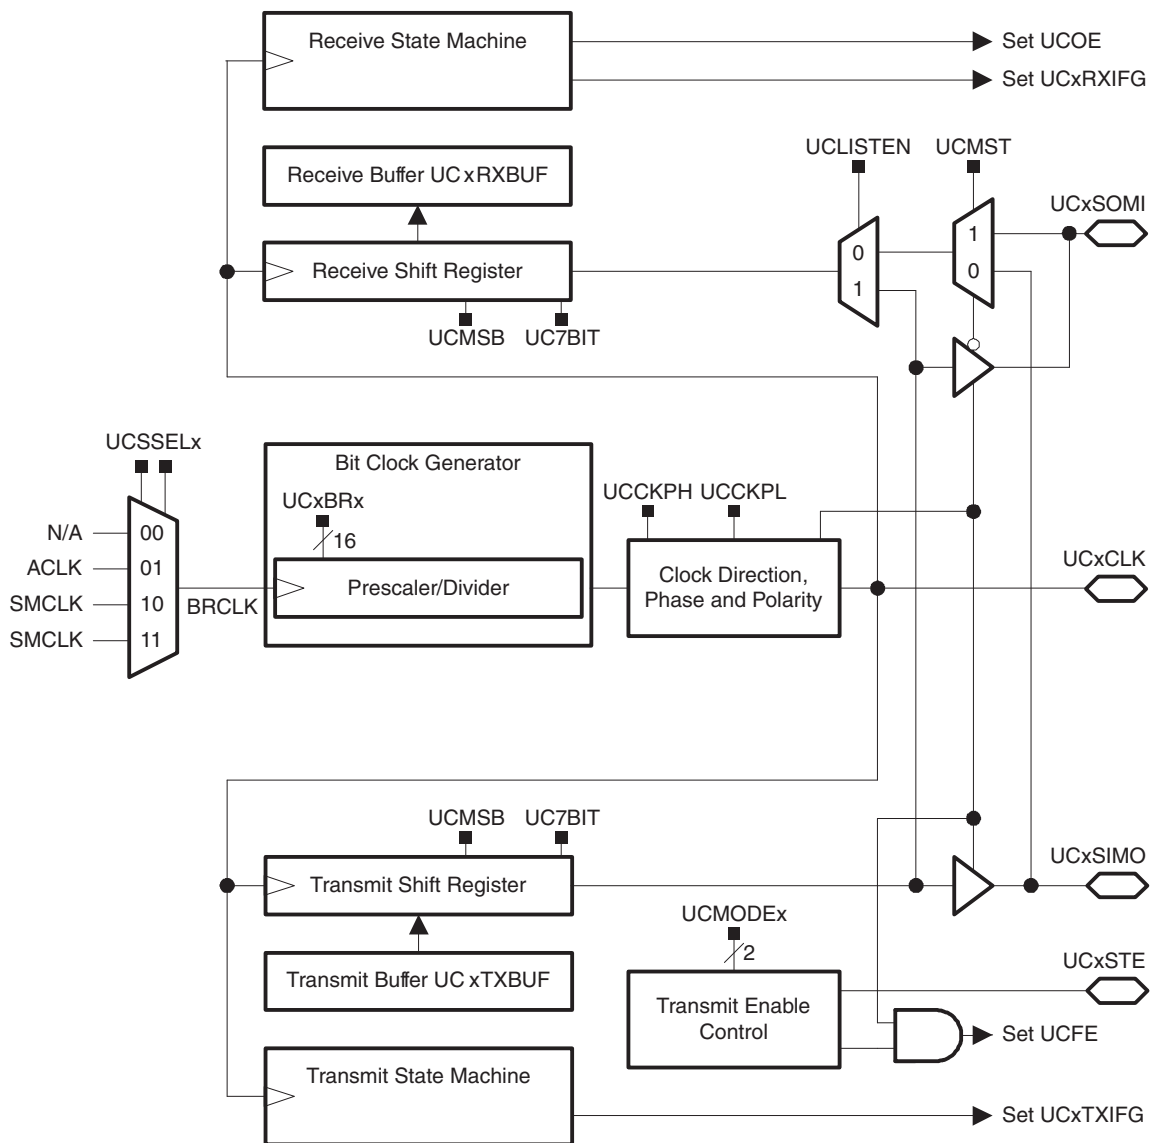 Receive State Machine
Set UCOE
Set UCxRXIFG
Receive Buffer UCxRXBUF
UCLISTEN
UCMST
UCxSOMI
0
1
1
0
Receive Shift Register
UCMSB
UC7BIT
UCSSELx
N/A
ACLK
SMCLK
SMCLK
00
01
10
11
BRCLK
Bit Clock Generator
UCxBRx
16
Prescaler/Divider
UCCKPH
UCCKPL
Clock Direction,
Phase and Polarity
UCxCLK
UCMSB
UC7BIT
Transmit Shift Register
UCxSIMO
Transmit Buffer UCxTXBUF
UCMODEx
2
Transmit Enable
Control
UCxSTE
Set UCFE
Transmit State Machine
Set UCxTXIFG